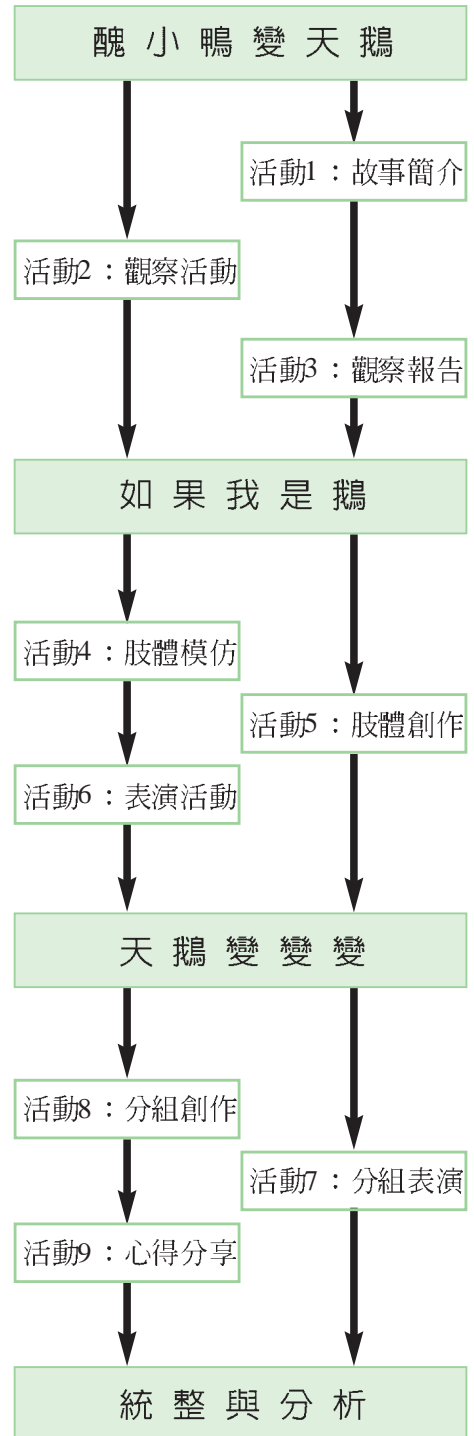 醜小鴨變天鵝
活動1：故事簡介
活動2：觀察活動
活動3：觀察報告
如果我是鵝
活動4：肢體模仿
活動5：肢體創作
活動6：表演活動
天鵝變變變
活動8：分組創作
活動7：分組表演
活動9：心得分享
統整與分析